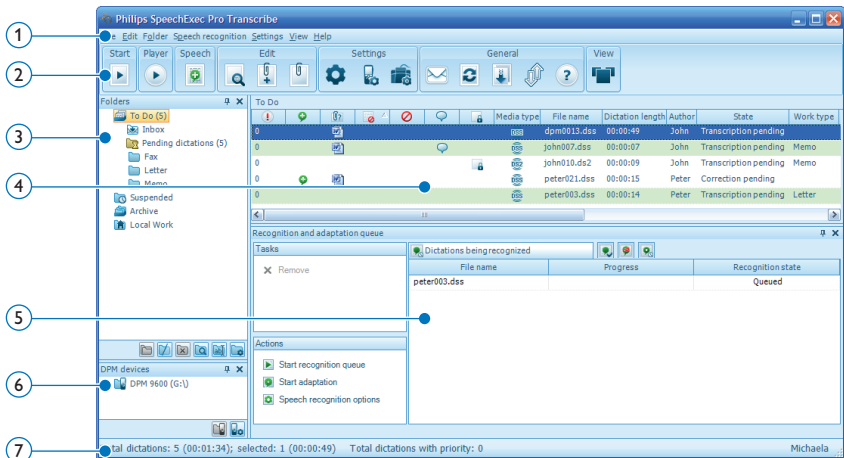 Philips SpeechExec Pro Transcribe
1
e Edit Folder Speech recognition Settings View Help
Start Player Speech Edit Settings General View
2
Folders
To Do (5)
Inbox
Pending dictations (5)
Fax
Letter
Memo
Suspended
Archive
Local Work
3
To Do
Media type File name Dictation length Author State Work type
0 DSS dpm0013.dss 00:00:49 John Transcription pending
0 DSS john007.dss 00:00:07 John Transcription pending Memo
0 DS2 john010.ds2 00:00:09 John Transcription pending Memo
0 DSS peter021.dss 00:00:15 Peter Correction pending
0 DSS peter003.dss 00:00:14 Peter Transcription pending Letter
4
Recognition and adaptation queue
Tasks
Remove
Dictations being recognized
File name Progress Recognition state
peter003.dss Queued
5
Actions
Start recognition queue
Start adaptation
Speech recognition options
DPM devices
DPM 9600 (G:\)
6
7
tal dictations: 5 (00:01:34); selected: 1 (00:00:49) Total dictations with priority: 0 Michaela